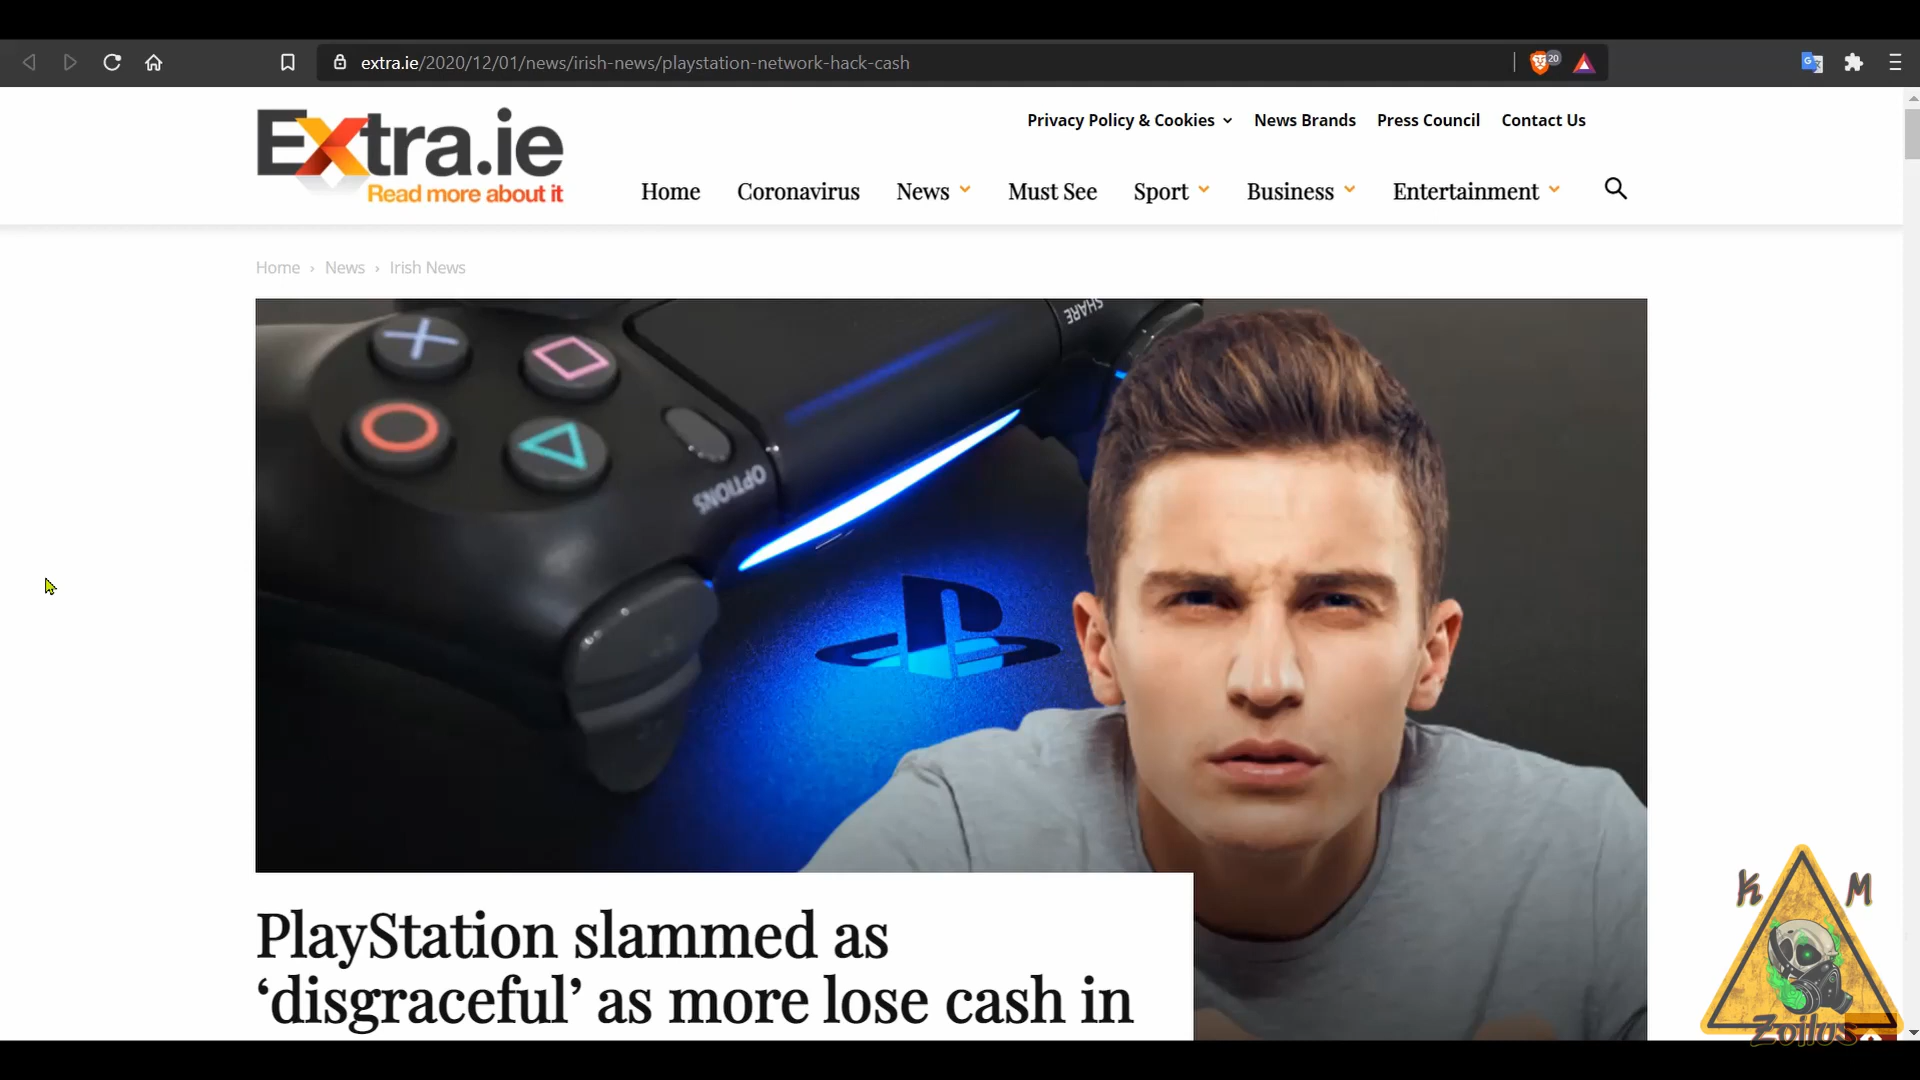 extra.ie/2020/12/01/news/irish-news/playstation-network-hack-cash
20
Extra.ie
Read more about it
Privacy Policy & Cookies News Brands Press Council Contact Us
Home Coronavirus News Must See Sport Business Entertainment
Home › News › Irish News
SHARE
OPTIONS
PlayStation slammed as
‘disgraceful’ as more lose cash in
K M
Zoilus